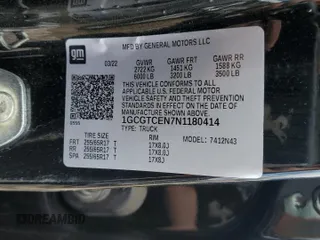 gm
MFD BY GENERAL MOTORS LLC
03/22 GVWR GAWR FRT GAWR RR
2722 KG 1451 KG 1588 KG
6000 LB 3200 LB 3500 LB
THIS VEHICLE CONFORMS TO ALL APPLICABLE U.S. FEDERAL MOTOR
VEHICLE SAFETY AND THEFT PREVENTION
STANDARDS IN EFFECT ON THE DATE OF
MANUFACTURE SHOWN ABOVE.
1GCGTCEN7N1180414
TYPE: TRUCK MODEL: 7412N43
TIRE SIZE RIM
FRT 255/65R17 17X8.0J
RR 255/65R17 17X8.0J
SPA 255/65R17 17X8.0J